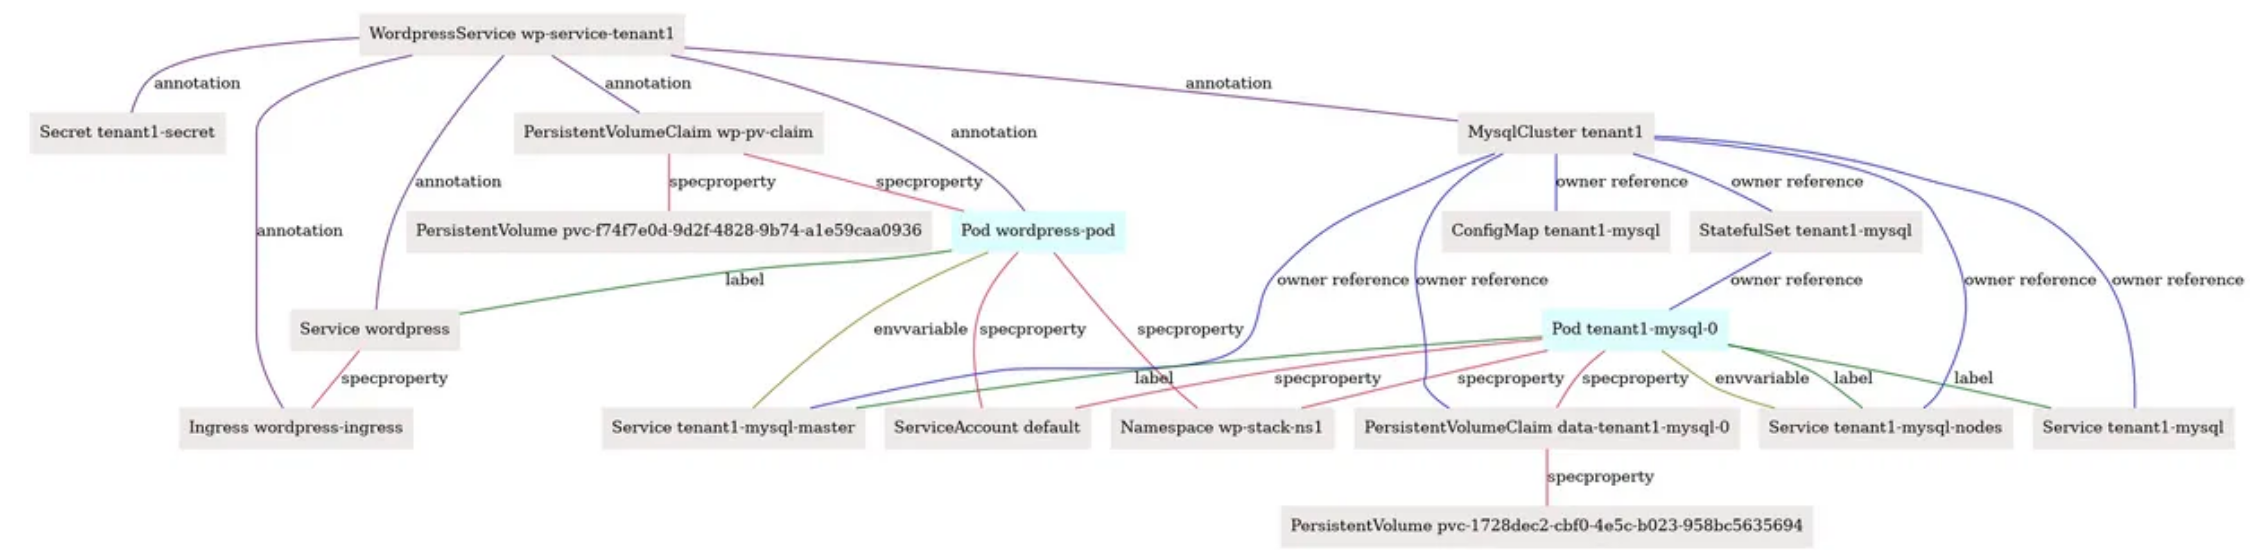 WordpressService wp-service-tenant1
annotation
annotation
annotation
Secret tenant1-secret
PersistentVolumeClaim wp-pv-claim
annotation
MysqlCluster tenant1
annotation
specproperty
specproperty
owner reference
owner reference
annotation
PersistentVolume pvc-f74f7e0d-9d2f-4828-9b74-a1e59caa0936
Pod wordpress-pod
ConfigMap tenant1-mysql
StatefulSet tenant1-mysql
label
owner reference
owner reference
owner reference
owner reference
owner reference
Service wordpress
envvariable
specproperty
specproperty
Pod tenant1-mysql-0
specproperty
label
specproperty
specproperty
specproperty
envvariable
label
label
Ingress wordpress-ingress
Service tenant1-mysql-master
ServiceAccount default
Namespace wp-stack-ns1
PersistentVolumeClaim data-tenant1-mysql-0
Service tenant1-mysql-nodes
Service tenant1-mysql
specproperty
PersistentVolume pvc-1728dec2-cbf0-4e5c-b023-958bc5635694